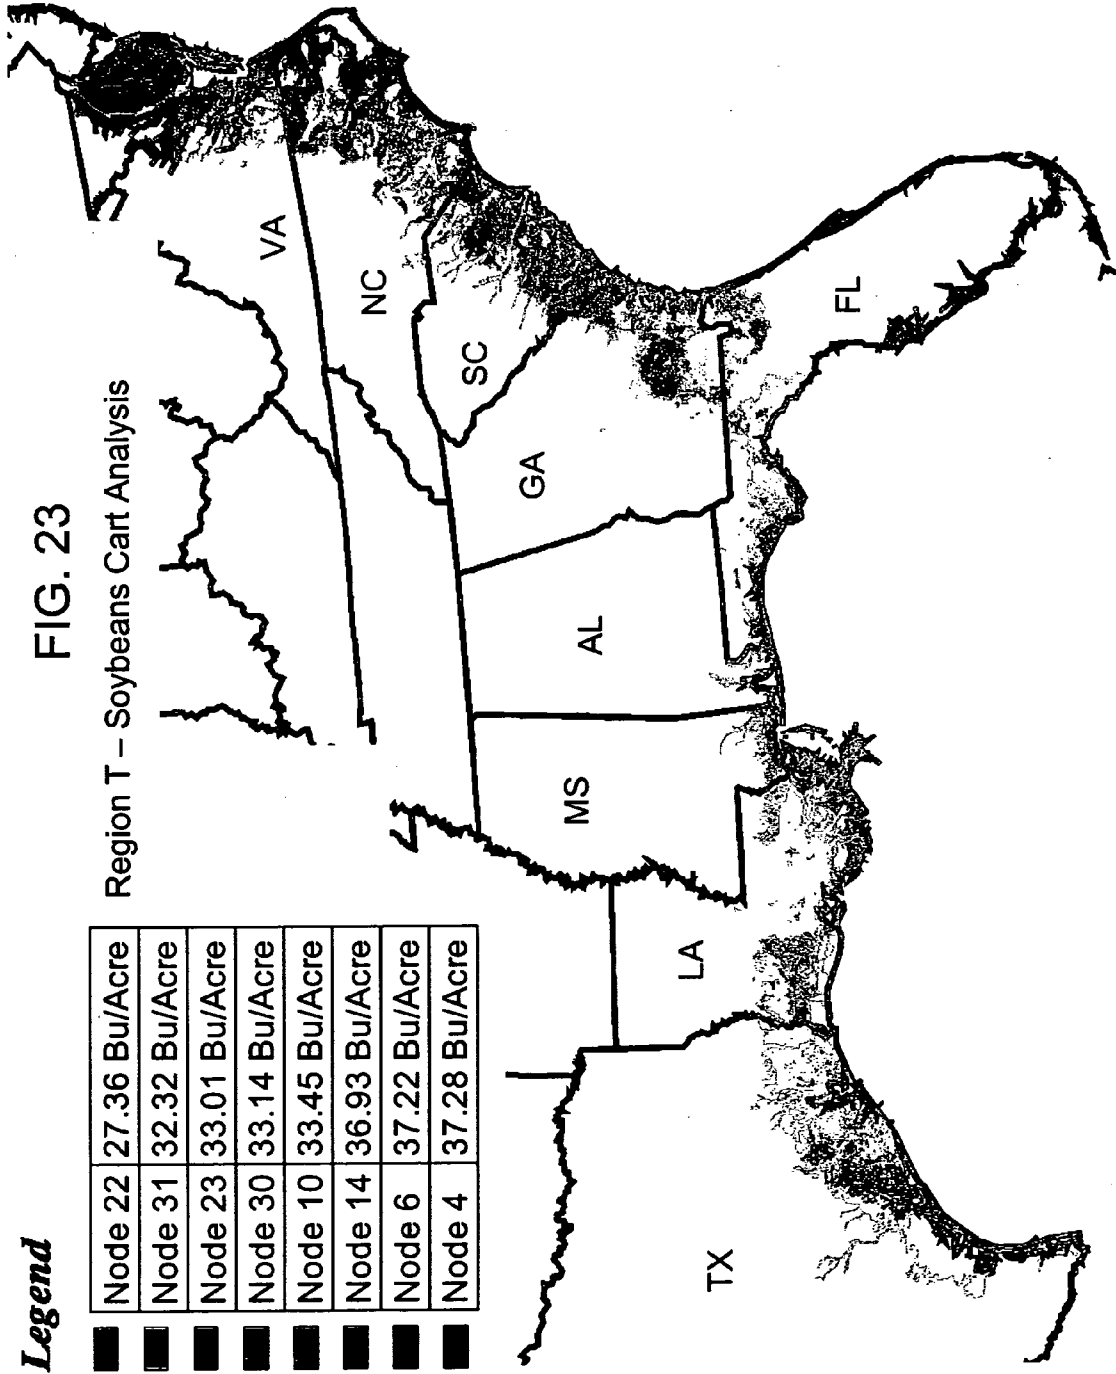 FIG. 23
Region T – Soybeans Cart Analysis
Legend
Node 22 27.36 Bu/Acre
Node 31 32.32 Bu/Acre
Node 23 33.01 Bu/Acre
Node 30 33.14 Bu/Acre
Node 10 33.45 Bu/Acre
Node 14 36.93 Bu/Acre
Node 6 37.22 Bu/Acre
Node 4 37.28 Bu/Acre
VA
NC
SC
GA
AL
MS
LA
TX
FL